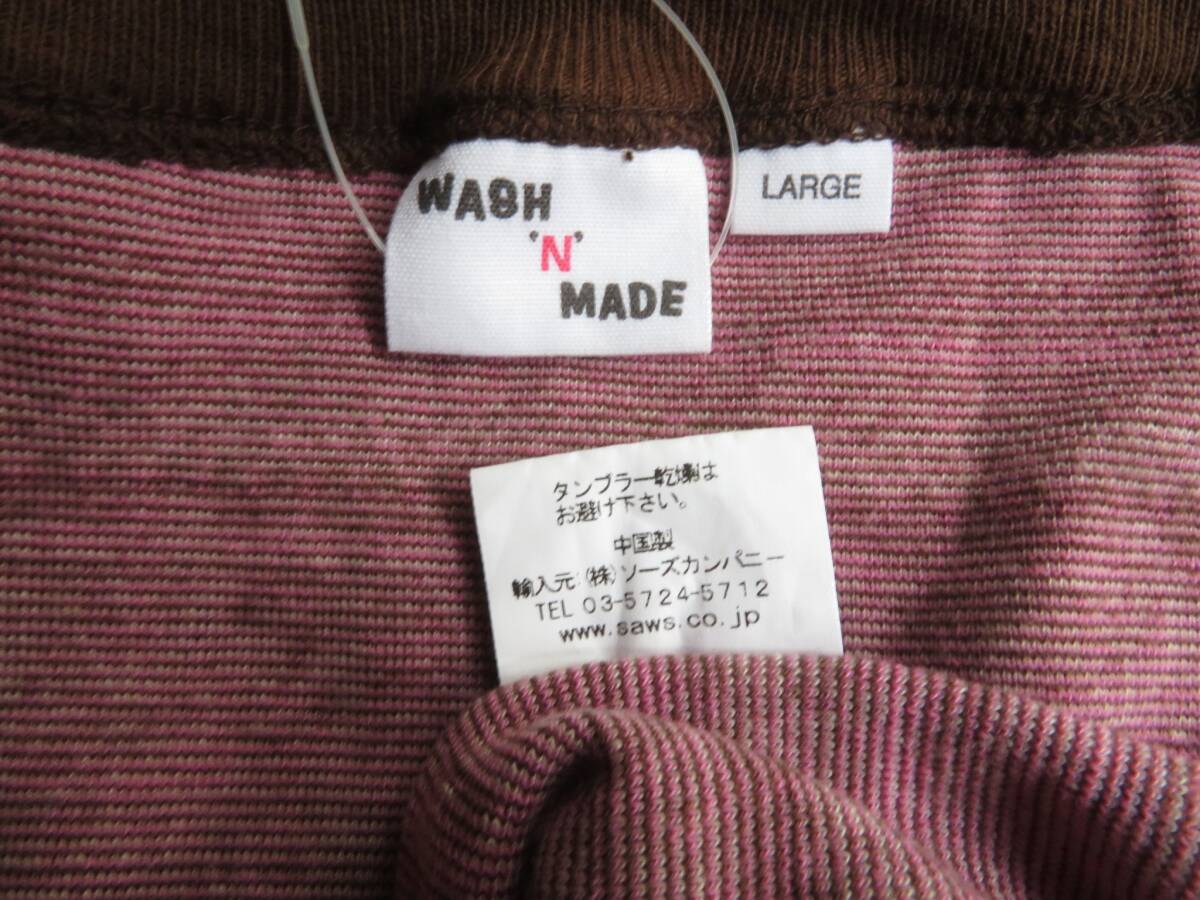 WASH
'N'
MADE
LARGE
タンブラー乾燥は
お避け下さい。
中国製
輸入元:(株)ソーズカンパニー
TEL 03-5724-5712
www.saws.co.jp